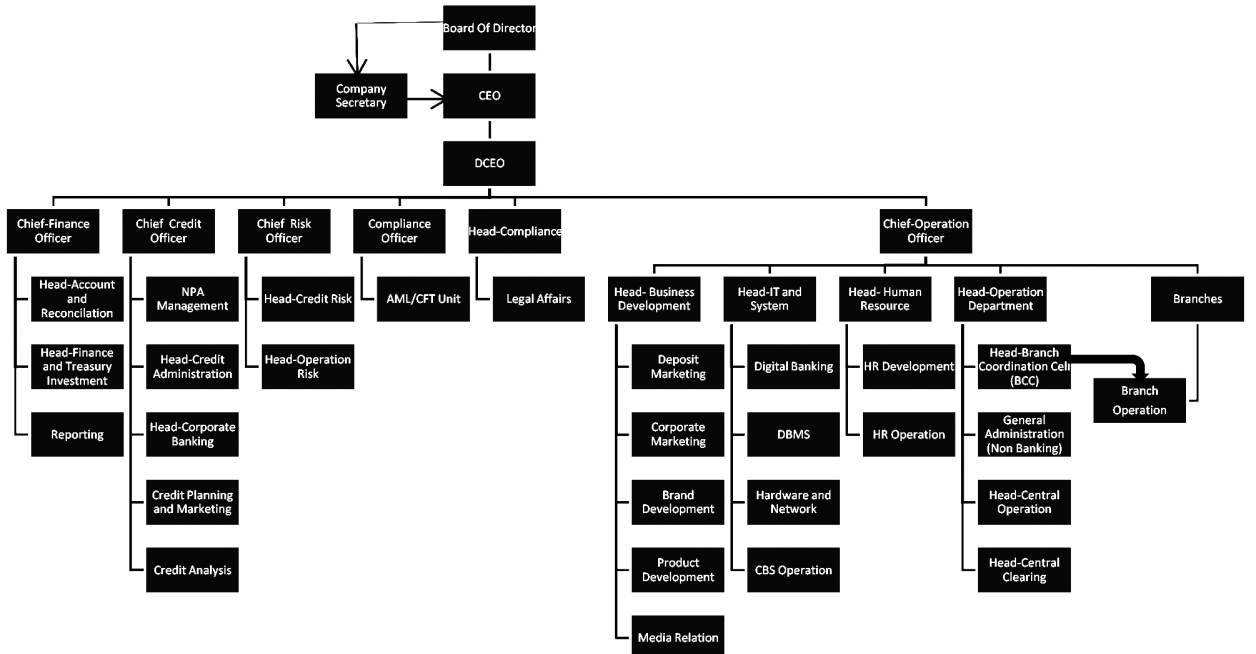 Board Of Director
Company
Secretary
CEO
DCEO
Chief-Finance
Officer
Chief Credit
Officer
Chief Risk
Officer
Compliance
Officer
Head-Compliance
Chief-Operation
Officer
Head-Account
and
Reconcilation
Head-Finance
and Treasury
Investment
Reporting
NPA
Management
Head-Credit
Administration
Head-Corporate
Banking
Credit Planning
and Marketing
Credit Analysis
Head-Credit Risk
Head-Operation
Risk
AML/CFT Unit
Legal Affairs
Head- Business
Development
Deposit
Marketing
Corporate
Marketing
Brand
Development
Product
Development
Media Relation
Head-IT and
System
Digital Banking
DBMS
Hardware and
Network
CBS Operation
Head- Human
Resource
HR Development
HR Operation
Head-Operation
Department
Head-Branch
Coordination Cell
(BCC)
General
Administration
(Non Banking)
Head-Central
Operation
Head-Central
Clearing
Branches
Branch
Operation